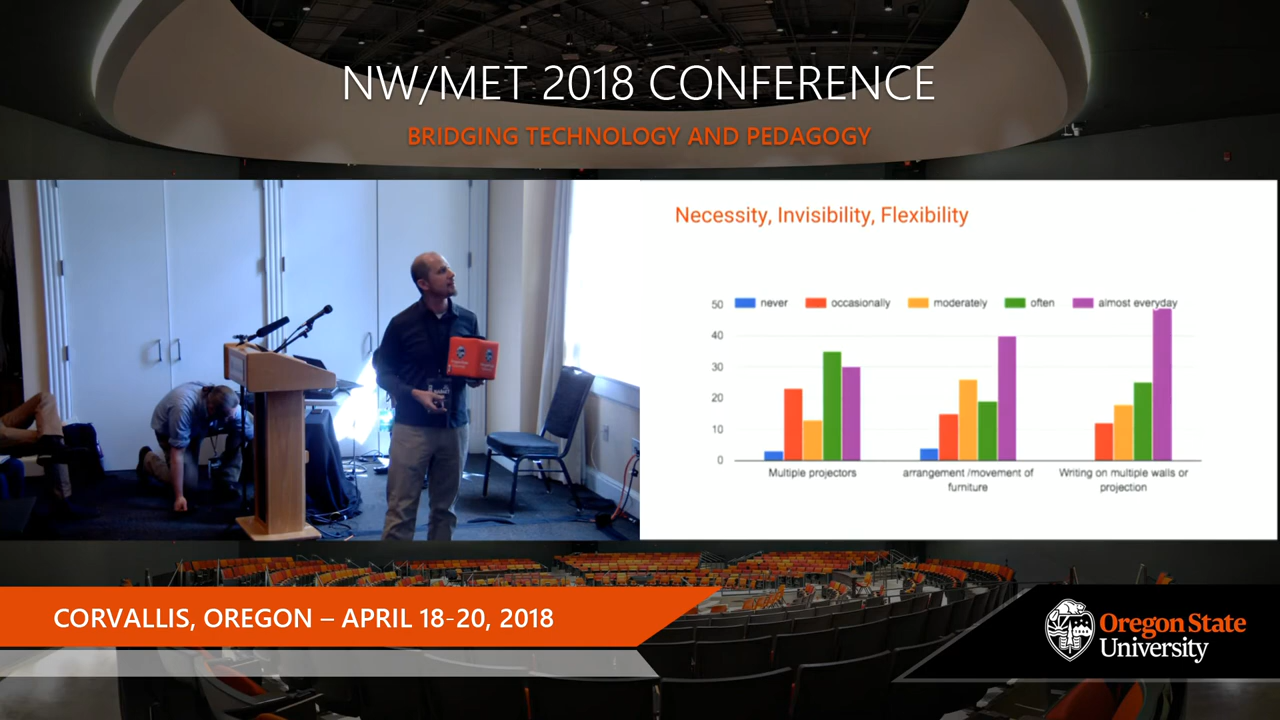 NW/MET 2018 CONFERENCE
BRIDGING TECHNOLOGY AND PEDAGOGY
Necessity, Invisibility, Flexibility
never
occasionally
moderately
often
almost everyday
50
40
30
20
10
0
Multiple projectors
arrangement /movement of
furniture
Writing on multiple walls or
projection
CORVALLIS, OREGON – APRIL 18-20, 2018
Oregon State
University